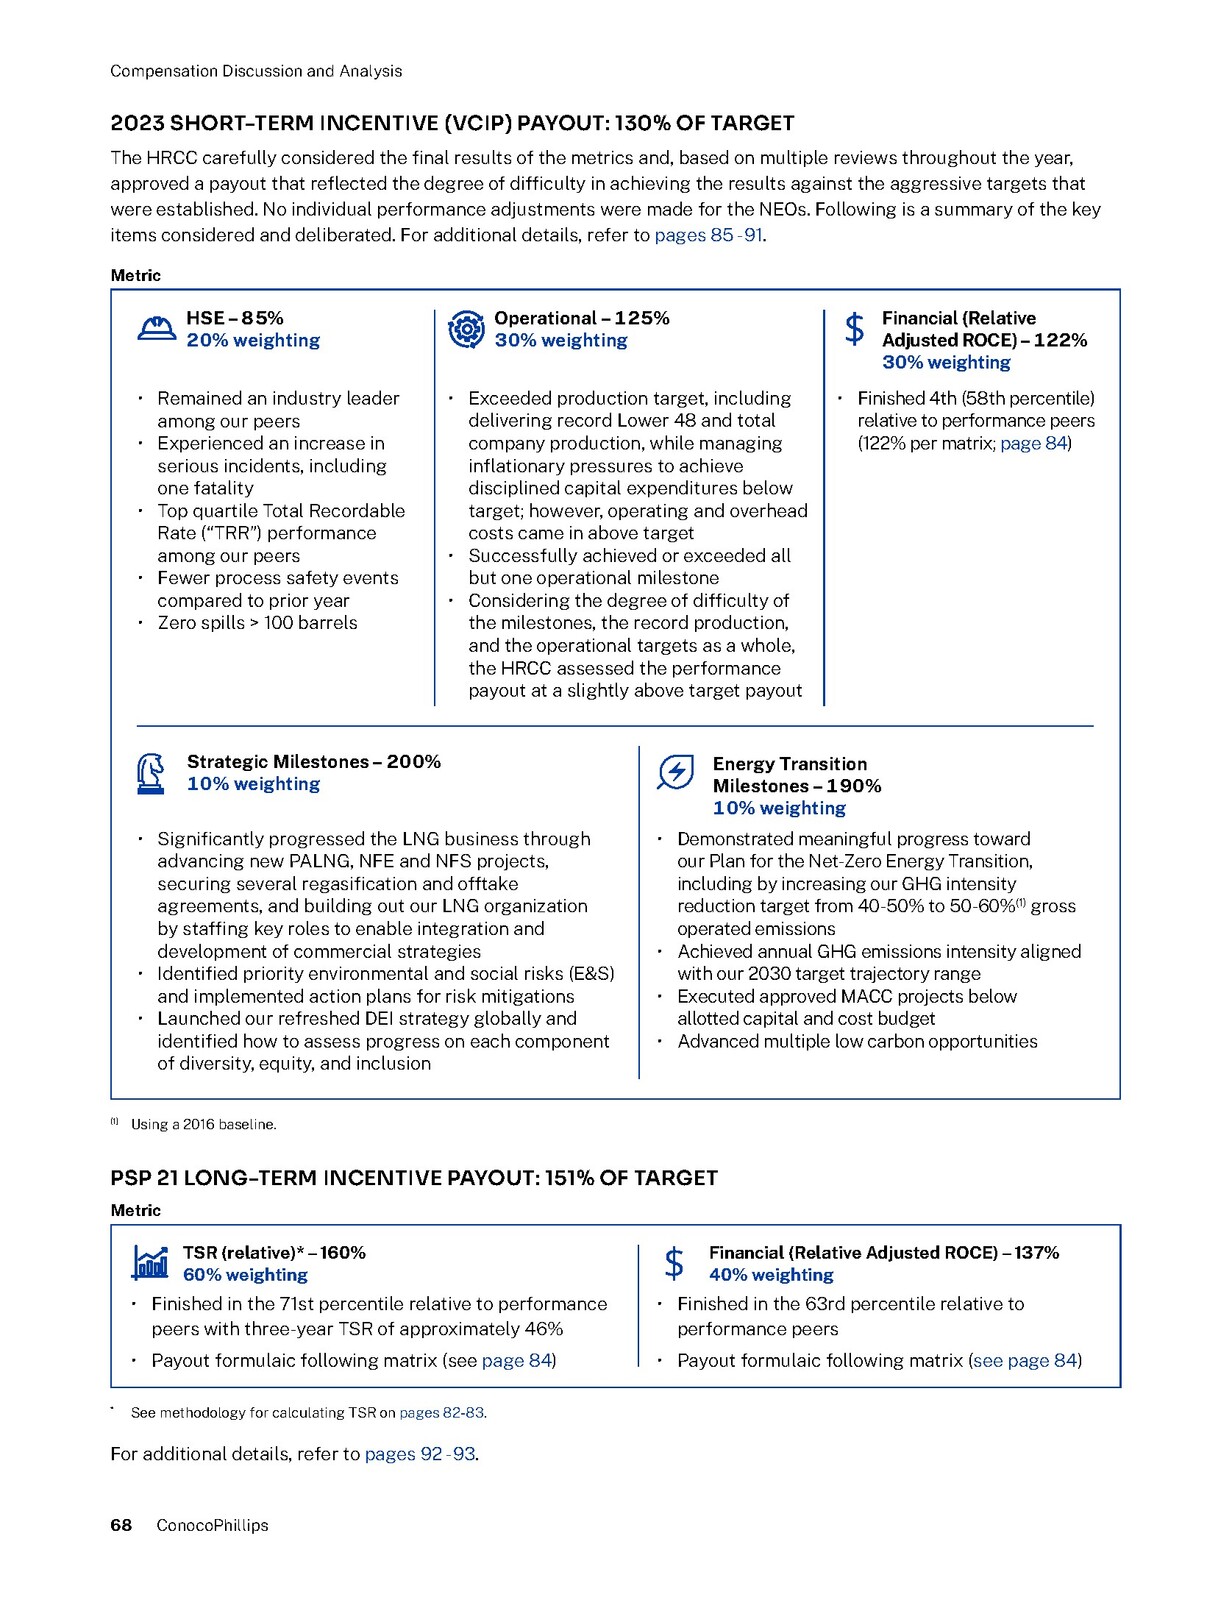 Compensation Discussion and Analysis
2023 SHORT-TERM INCENTIVE (VCIP) PAYOUT: 130% OF TARGET
The HRCC carefully considered the final results of the metrics and, based on multiple reviews throughout the year,
approved a payout that reflected the degree of difficulty in achieving the results against the aggressive targets that
were established. No individual performance adjustments were made for the NEOs. Following is a summary of the key
items considered and deliberated. For additional details, refer to pages 85-91.
Metric
HSE – 85%
20% weighting
• Remained an industry leader
among our peers
• Experienced an increase in
serious incidents, including
one fatality
• Top quartile Total Recordable
Rate (“TRR”) performance
among our peers
• Fewer process safety events
compared to prior year
• Zero spills > 100 barrels
Operational – 125%
30% weighting
• Exceeded production target, including
delivering record Lower 48 and total
company production, while managing
inflationary pressures to achieve
disciplined capital expenditures below
target; however, operating and overhead
costs came in above target
• Successfully achieved or exceeded all
but one operational milestone
• Considering the degree of difficulty of
the milestones, the record production,
and the operational targets as a whole,
the HRCC assessed the performance
payout at a slightly above target payout
Financial (Relative
Adjusted ROCE) – 122%
30% weighting
• Finished 4th (58th percentile)
relative to performance peers
(122% per matrix; page 84)
Strategic Milestones – 200%
10% weighting
• Significantly progressed the LNG business through
advancing new PALNG, NFE and NFS projects,
securing several regasification and offtake
agreements, and building out our LNG organization
by staffing key roles to enable integration and
development of commercial strategies
• Identified priority environmental and social risks (E&S)
and implemented action plans for risk mitigations
• Launched our refreshed DEI strategy globally and
identified how to assess progress on each component
of diversity, equity, and inclusion
Energy Transition
Milestones – 190%
10% weighting
• Demonstrated meaningful progress toward
our Plan for the Net-Zero Energy Transition,
including by increasing our GHG intensity
reduction target from 40-50% to 50-60%(1) gross
operated emissions
• Achieved annual GHG emissions intensity aligned
with our 2030 target trajectory range
• Executed approved MACC projects below
allotted capital and cost budget
• Advanced multiple low carbon opportunities
(1) Using a 2016 baseline.
PSP 21 LONG-TERM INCENTIVE PAYOUT: 151% OF TARGET
Metric
TSR (relative)* – 160%
60% weighting
• Finished in the 71st percentile relative to performance
peers with three-year TSR of approximately 46%
• Payout formulaic following matrix (see page 84)
Financial (Relative Adjusted ROCE) – 137%
40% weighting
• Finished in the 63rd percentile relative to
performance peers
• Payout formulaic following matrix (see page 84)
* See methodology for calculating TSR on pages 82-83.
For additional details, refer to pages 92-93.
68 ConocoPhillips